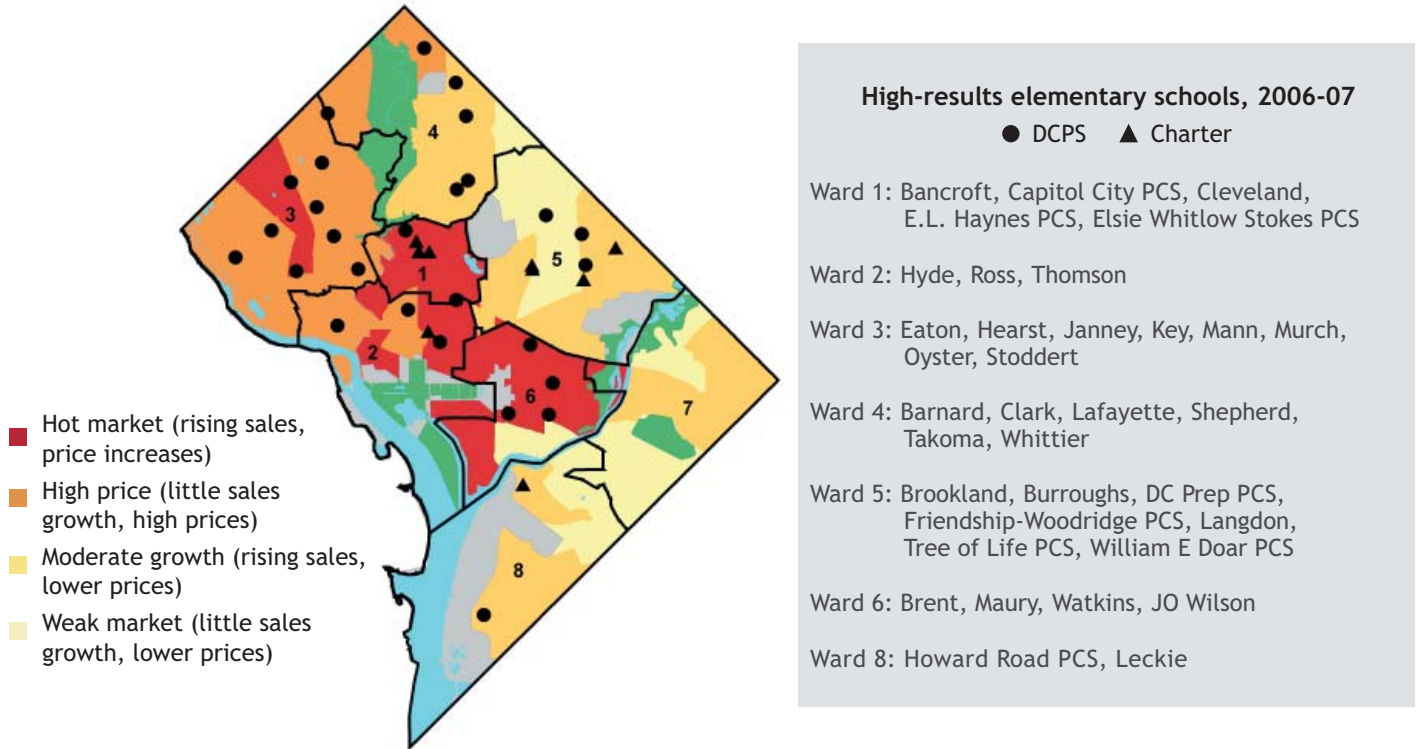 4
3
5
1
2
6
7
8
Hot market (rising sales,
price increases)
High price (little sales
growth, high prices)
Moderate growth (rising sales,
lower prices)
Weak market (little sales
growth, lower prices)
High-results elementary schools, 2006-07
● DCPS ▲ Charter
Ward 1: Bancroft, Capitol City PCS, Cleveland,
E.L. Haynes PCS, Elsie Whitlow Stokes PCS
Ward 2: Hyde, Ross, Thomson
Ward 3: Eaton, Hearst, Janney, Key, Mann, Murch,
Oyster, Stoddert
Ward 4: Barnard, Clark, Lafayette, Shepherd,
Takoma, Whittier
Ward 5: Brookland, Burroughs, DC Prep PCS,
Friendship-Woodridge PCS, Langdon,
Tree of Life PCS, William E Doar PCS
Ward 6: Brent, Maury, Watkins, JO Wilson
Ward 8: Howard Road PCS, Leckie